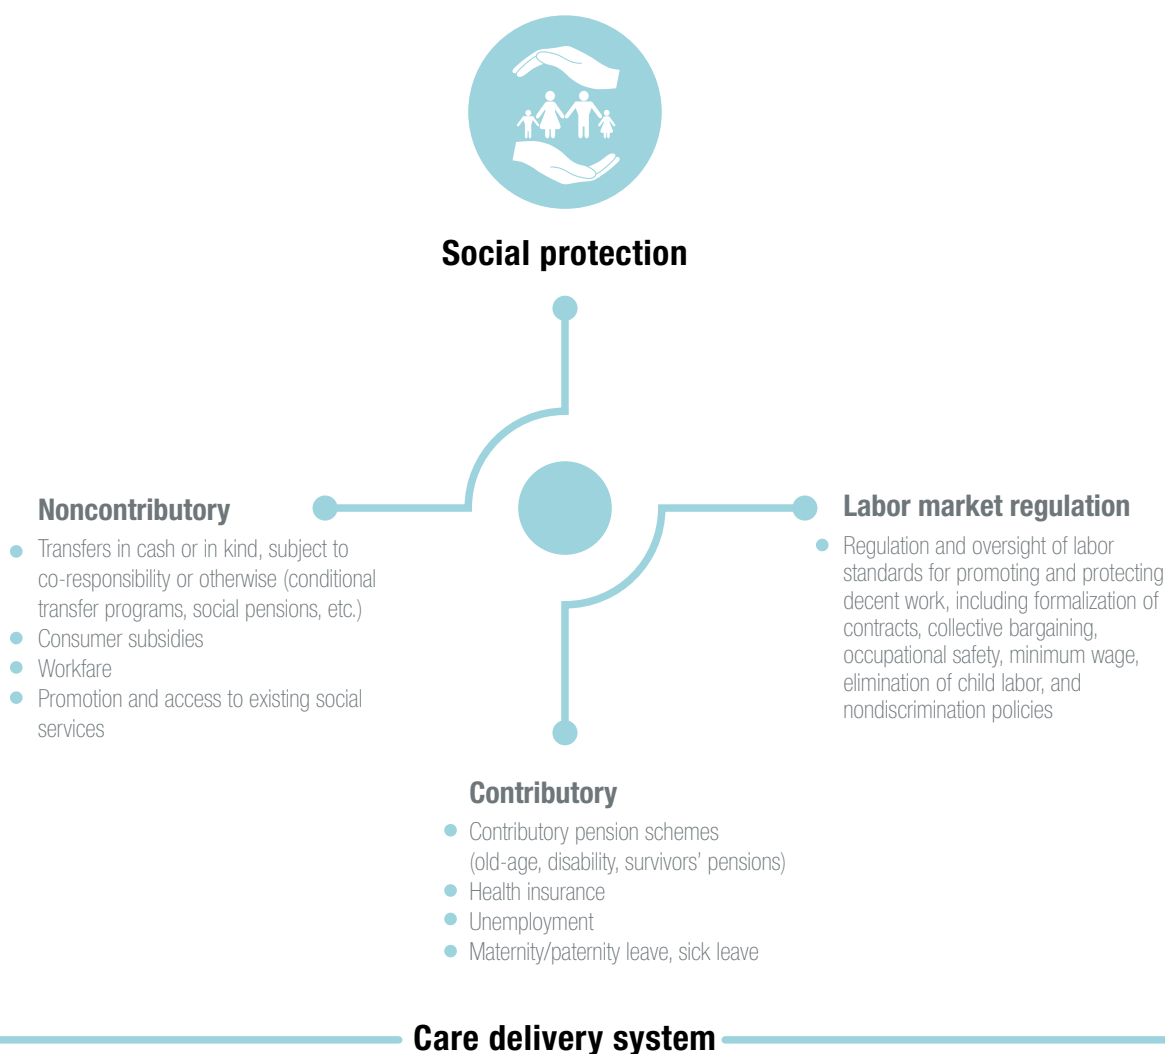 Social protection
Noncontributory
Transfers in cash or in kind, subject to
co-responsibility or otherwise (conditional
transfer programs, social pensions, etc.)
Consumer subsidies
Workfare
Promotion and access to existing social
services
Labor market regulation
Regulation and oversight of labor
standards for promoting and protecting
decent work, including formalization of
contracts, collective bargaining,
occupational safety, minimum wage,
elimination of child labor, and
nondiscrimination policies
Contributory
Contributory pension schemes
(old-age, disability, survivors’ pensions)
Health insurance
Unemployment
Maternity/paternity leave, sick leave
Care delivery system